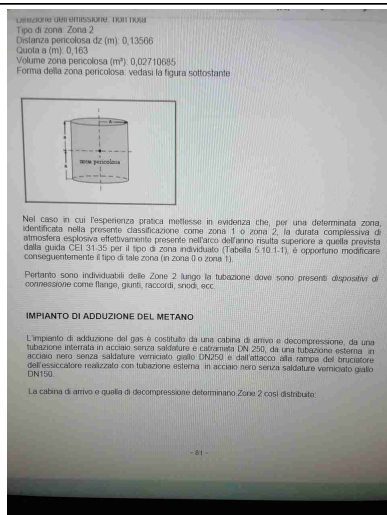 Direzione dell'emissione: non nota
Tipo di zona: Zona 2
Distanza pericolosa dz (m): 0,13566
Quota a (m): 0,163
Volume zona pericolosa (m³): 0,02710685
Forma della zona pericolosa: vedasi la figura sottostante
zona pericolosa
Nel caso in cui l'esperienza pratica mettesse in evidenza che, per una determinata zona,
identificata nella presente classificazione come zona 1 o zona 2, la durata complessiva di
atmosfera esplosiva effettivamente presente nell'arco dell'anno risulta superiore a quella prevista
dalla guida CEI 31-35 per il tipo di zona individuato (Tabella 5.10.1-1), è opportuno modificare
conseguentemente il tipo di tale zona (in zona 0 o zona 1).
Pertanto sono individuabili delle Zone 2 lungo la tubazione dove sono presenti dispositivi di
connessione come flange, giunti, raccordi, snodi, ecc.
IMPIANTO DI ADDUZIONE DEL METANO
L'impianto di adduzione del gas è costituito da una cabina di arrivo e decompressione, da una
tubazione interrata in acciaio senza saldature e catramata DN 250, da una tubazione esterna in
acciaio nero senza saldature verniciato giallo DN250 e dall'attacco alla rampa del bruciatore
dell'essiccatore realizzato con tubazione esterna in acciaio nero senza saldature verniciato giallo
DN150.
La cabina di arrivo e quella di decompressione determinano Zone 2 così distribuite:
- 61 -